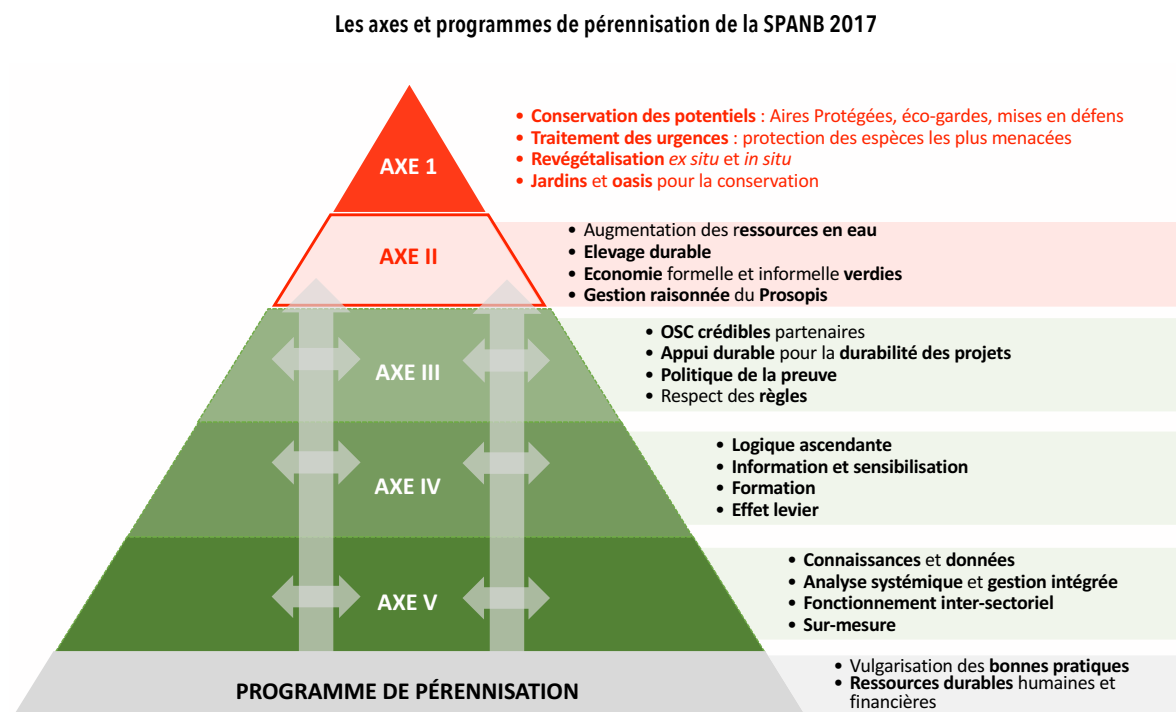 Les axes et programmes de pérennisation de la SPANB 2017
AXE 1
• Conservation des potentiels : Aires Protégées, éco-gardes, mises en défens
• Traitement des urgences : protection des espèces les plus menacées
• Revégétalisation ex situ et in situ
• Jardins et oasis pour la conservation
AXE II
• Augmentation des ressources en eau
• Elevage durable
• Economie formelle et informelle verdies
• Gestion raisonnée du Prosopis
AXE III
• OSC crédibles partenaires
• Appui durable pour la durabilité des projets
• Politique de la preuve
• Respect des règles
AXE IV
• Logique ascendante
• Information et sensibilisation
• Formation
• Effet levier
AXE V
• Connaissances et données
• Analyse systémique et gestion intégrée
• Fonctionnement inter-sectoriel
• Sur-mesure
PROGRAMME DE PÉRENNISATION
• Vulgarisation des bonnes pratiques
• Ressources durables humaines et
financières